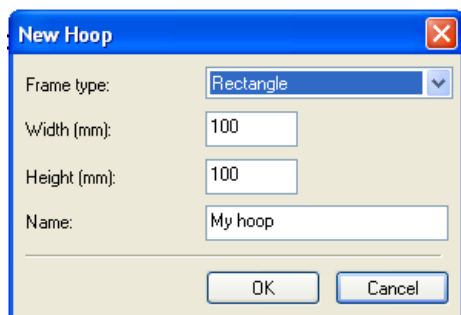 New Hoop
Frame type: Rectangle
Width (mm): 100
Height (mm): 100
Name: My hoop
OK Cancel